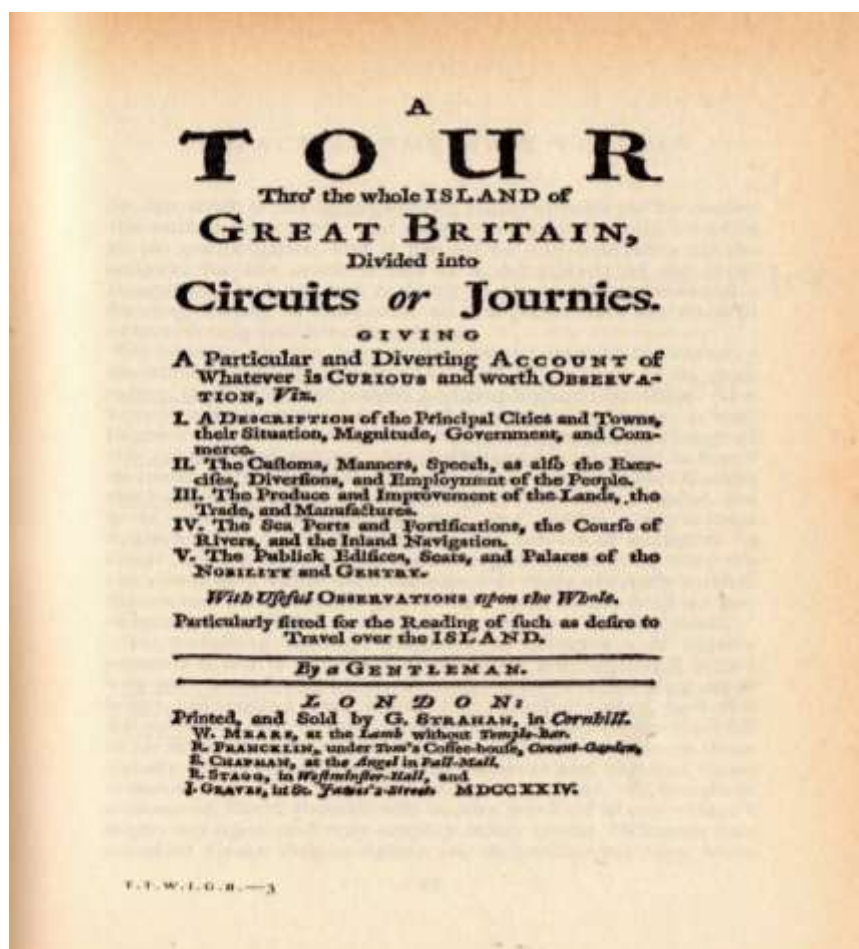 A
TOUR
Thro' the whole ISLAND of
GREAT BRITAIN,
Divided into
Circuits or Journies.
GIVING
A Particular and Diverting ACCOUNT of
Whatever is CURIOUS and worth OBSERVA-
TION, Viz.
I. A DESCRIPTION of the Principal Cities and Towns,
their Situation, Magnitude, Government, and Com-
merce.
II. The Cuſtoms, Manners, Speech, as alſo the Exer-
ciſes, Diverſions, and Employment of the People.
III. The Produce and Improvement of the Lands, the
Trade, and Manufactures.
IV. The Sea Ports and Fortifications, the Courſe of
Rivers, and the Inland Navigation.
V. The Publick Edifices, Seats, and Palaces of the
NOBILITY and GENTRY.
With Uſeful OBSERVATIONS upon the Whole.
Particularly fitted for the Reading of ſuch as deſire to
Travel over the ISLAND.
By a GENTLEMAN.
LONDON:
Printed, and Sold by G. STRAHAN, in Cornhill.
W. MEARS, at the Lamb without Temple-Bar.
R. FRANCKLIN, under Tom's Coffee-houſe, Covent-Garden,
S. CHAPMAN, at the Angel in Pall-Mall.
R. STAGG, in Weſtminſter-Hall, and
J. GRAVES, in St. James's-Street. MDCCXXIV.
T.T.W.I.G.B.—3